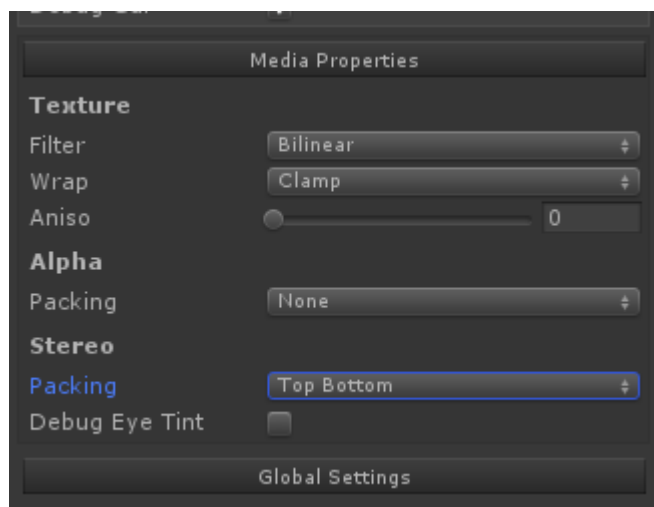 Media Properties
Texture
Filter Bilinear
Wrap Clamp
Aniso 0
Alpha
Packing None
Stereo
Packing Top Bottom
Debug Eye Tint
Global Settings